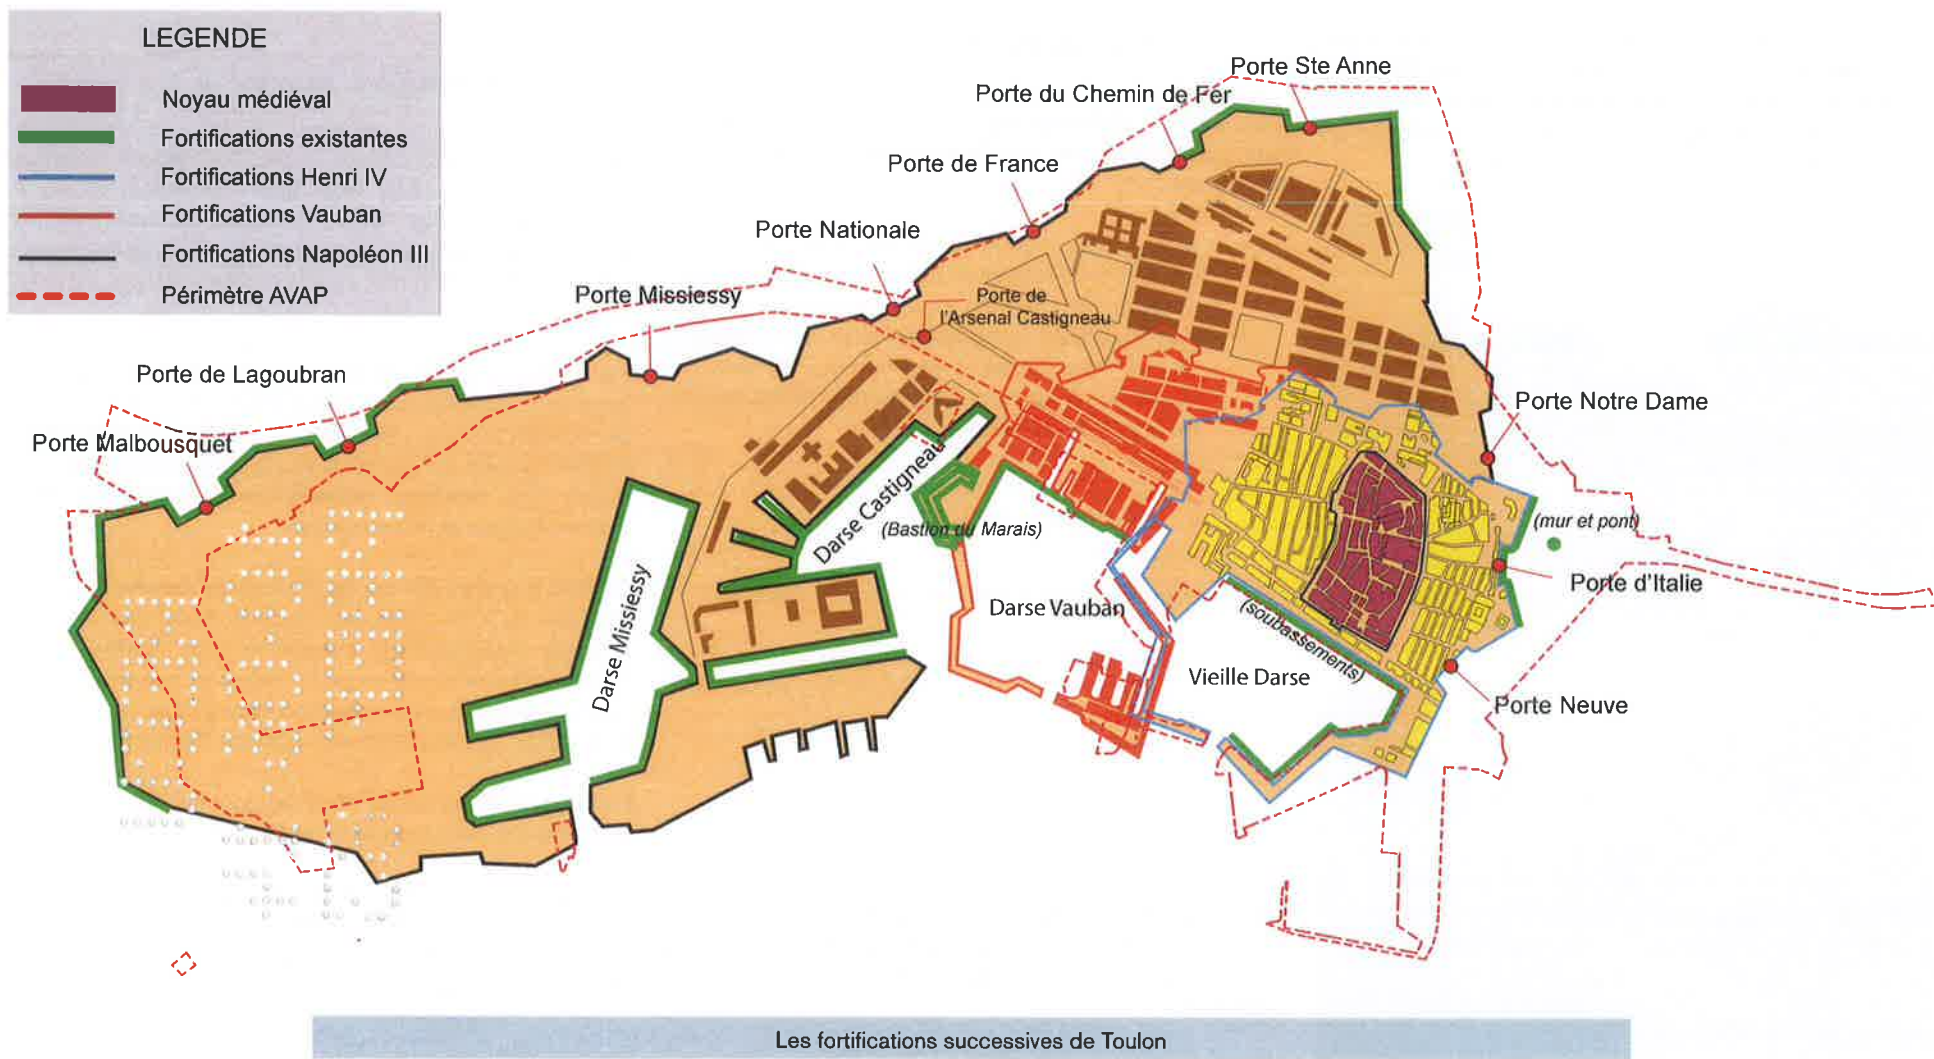 LEGENDE
Noyau médiéval
Fortifications existantes
Fortifications Henri IV
Fortifications Vauban
Fortifications Napoléon III
Périmètre AVAP
Porte Ste Anne
Porte du Chemin de Fer
Porte de France
Porte Nationale
Porte Missiessy
Porte de
l'Arsenal Castigneau
Porte de Lagoubran
Porte Malbousquet
Porte Notre Dame
Darse Castigneau
(Bastion du Marais)
(mur et pont)
Porte d'Italie
Darse Missiessy
Darse Vauban
(soubassements)
Vieille Darse
Porte Neuve
Les fortifications successives de Toulon